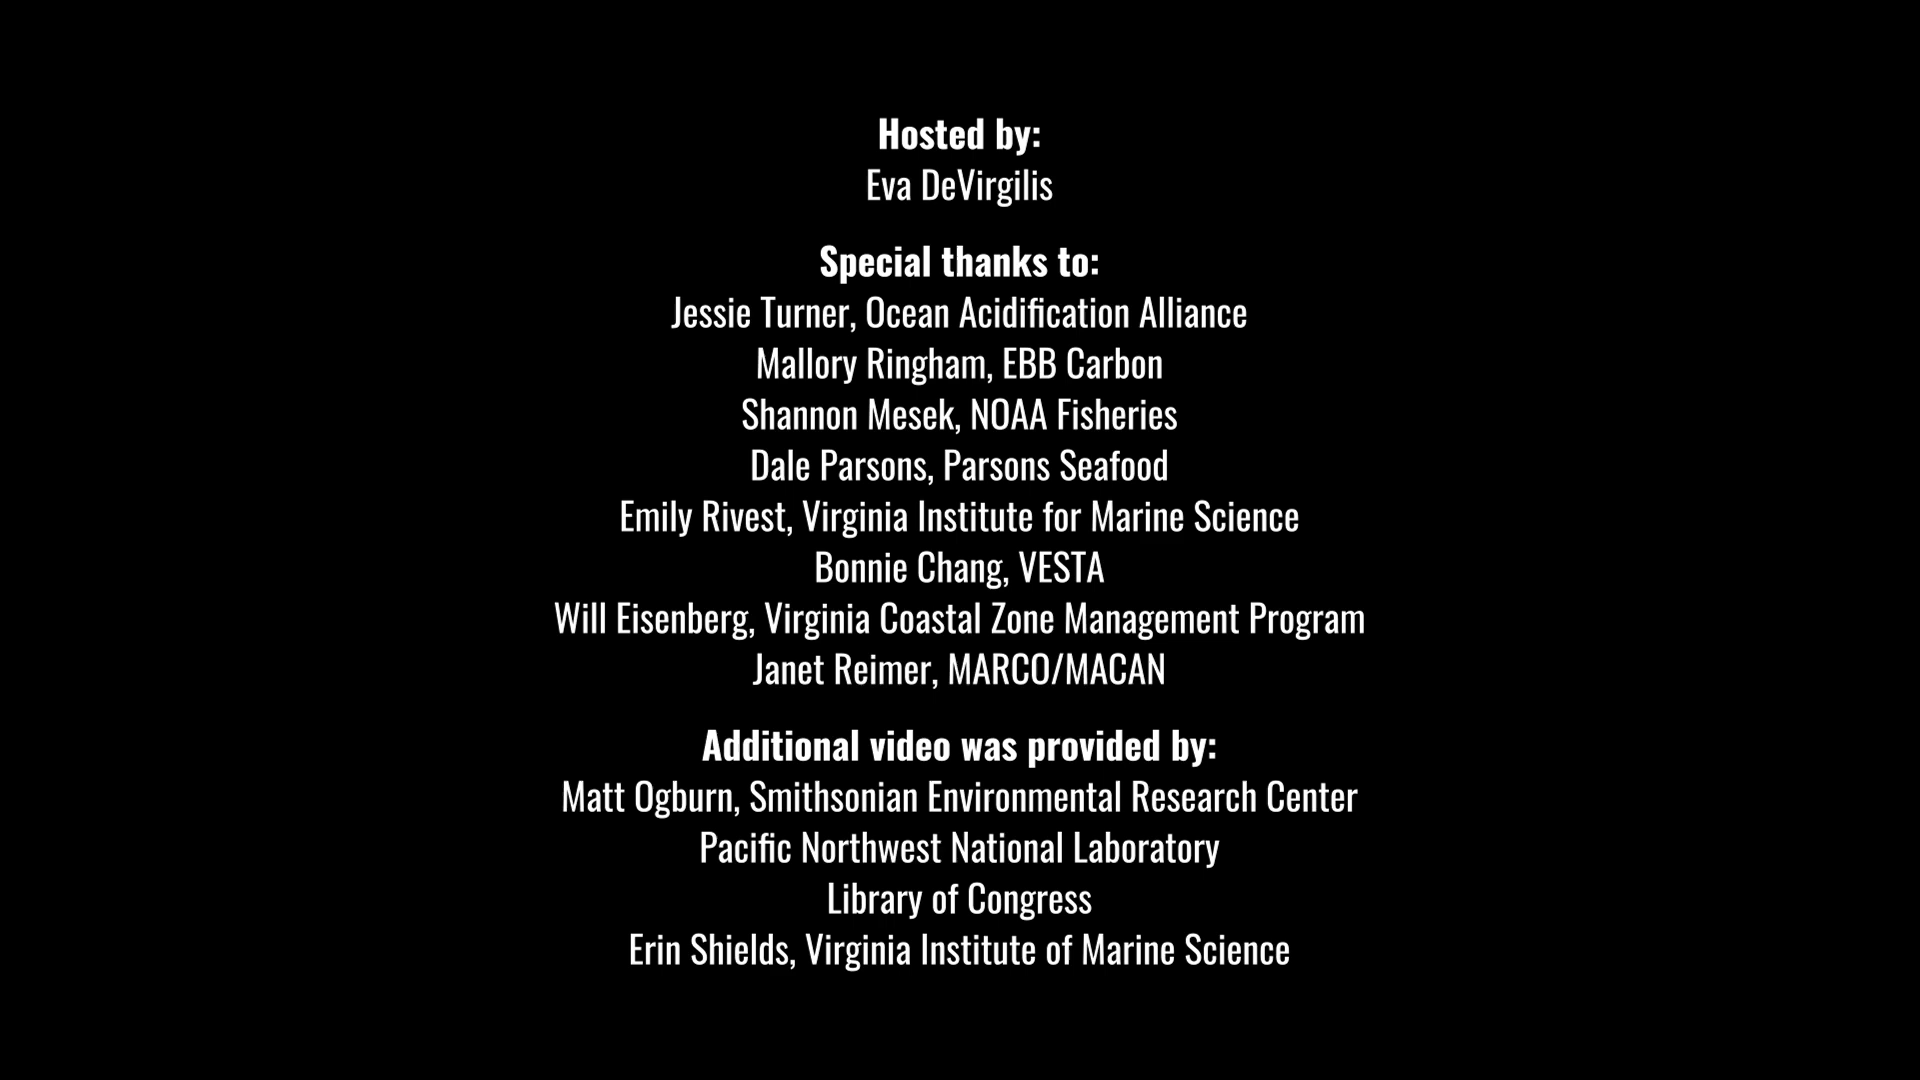 Hosted by:
Eva DeVirgilis
Special thanks to:
Jessie Turner, Ocean Acidification Alliance
Mallory Ringham, EBB Carbon
Shannon Mesek, NOAA Fisheries
Dale Parsons, Parsons Seafood
Emily Rivest, Virginia Institute for Marine Science
Bonnie Chang, VESTA
Will Eisenberg, Virginia Coastal Zone Management Program
Janet Reimer, MARCO/MACAN
Additional video was provided by:
Matt Ogburn, Smithsonian Environmental Research Center
Pacific Northwest National Laboratory
Library of Congress
Erin Shields, Virginia Institute of Marine Science